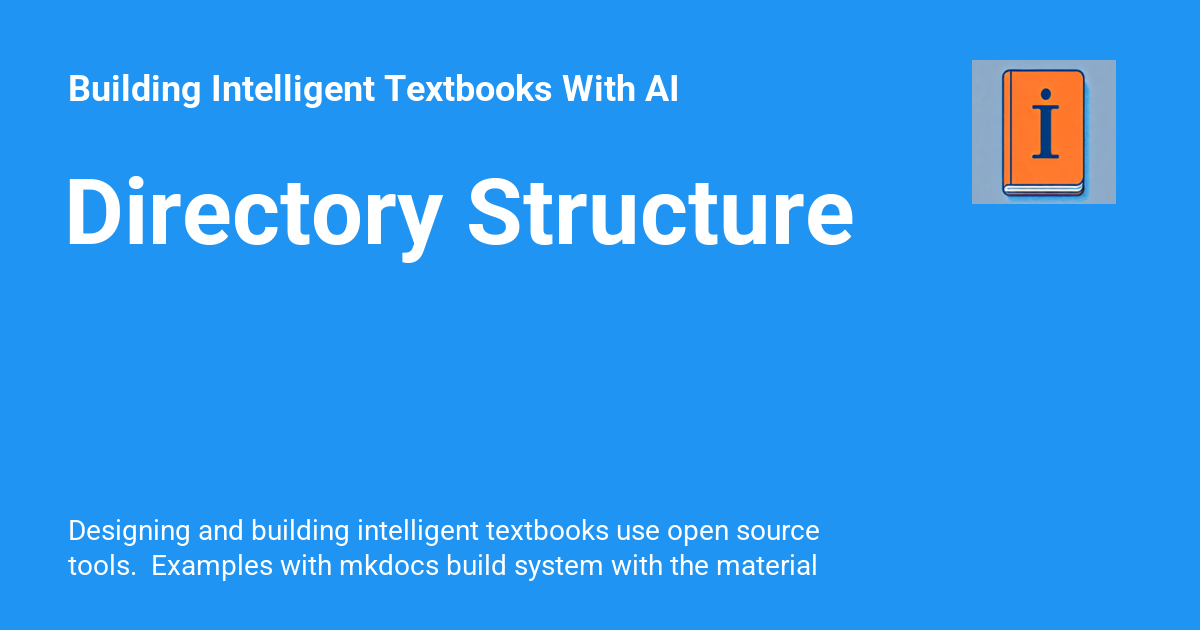 Building Intelligent Textbooks With AI
i
Directory Structure
Designing and building intelligent textbooks use open source
tools.  Examples with mkdocs build system with the material